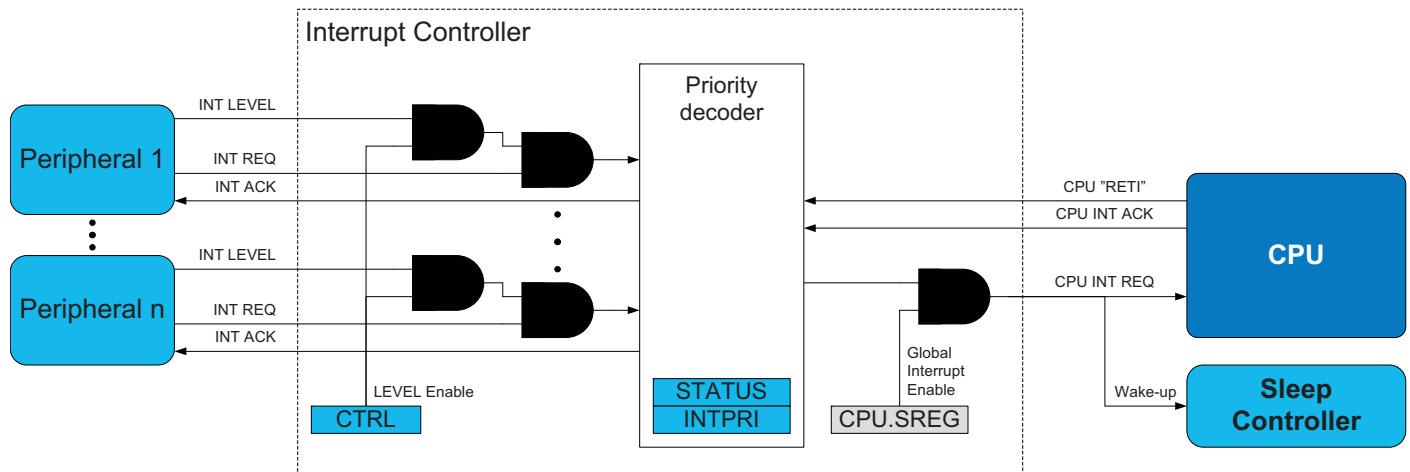 Interrupt Controller
INT LEVEL
Peripheral 1
INT REQ
INT ACK
INT LEVEL
Peripheral n
INT REQ
INT ACK
LEVEL Enable
CTRL
Priority
decoder
STATUS
INTPRI
Global
Interrupt
Enable
CPU.SREG
CPU "RETI"
CPU INT ACK
CPU INT REQ
CPU
Wake-up
Sleep
Controller